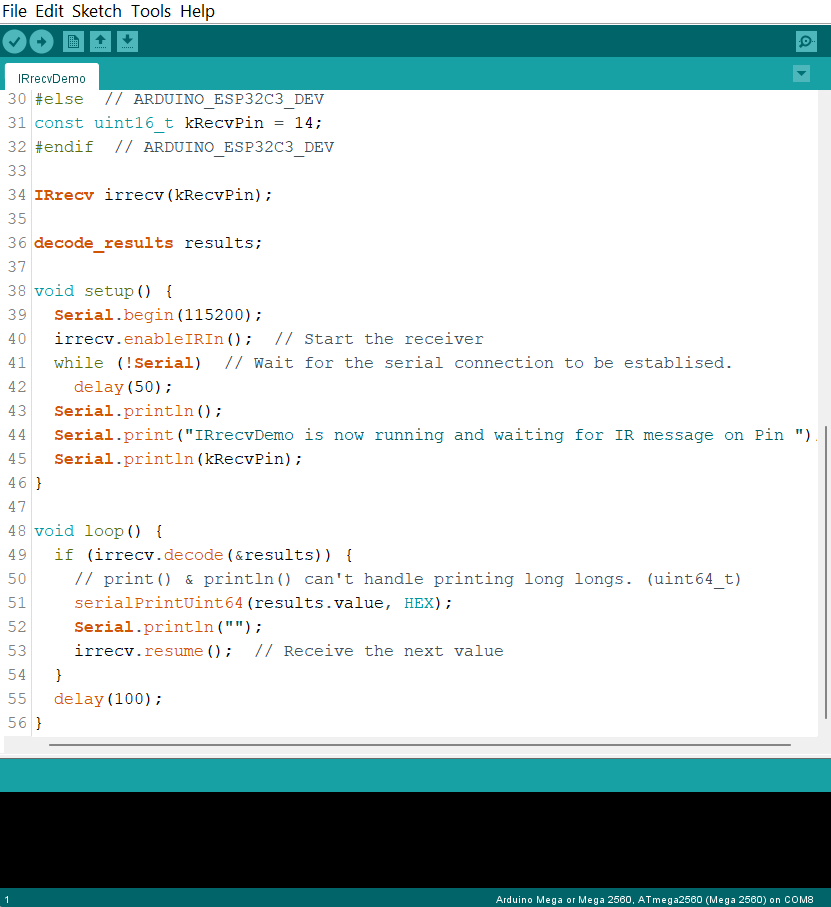 File Edit Sketch Tools Help
IRrecvDemo
30 #else  // ARDUINO_ESP32C3_DEV
31 const uint16_t kRecvPin = 14;
32 #endif  // ARDUINO_ESP32C3_DEV
33
34 IRrecv irrecv(kRecvPin);
35
36 decode_results results;
37
38 void setup() {
39   Serial.begin(115200);
40   irrecv.enableIRIn();  // Start the receiver
41   while (!Serial)  // Wait for the serial connection to be establised.
42     delay(50);
43   Serial.println();
44   Serial.print("IRrecvDemo is now running and waiting for IR message on Pin ")
45   Serial.println(kRecvPin);
46 }
47
48 void loop() {
49   if (irrecv.decode(&results)) {
50     // print() & println() can't handle printing long longs. (uint64_t)
51     serialPrintUint64(results.value, HEX);
52     Serial.println("");
53     irrecv.resume();  // Receive the next value
54   }
55   delay(100);
56 }
1
Arduino Mega or Mega 2560, ATmega2560 (Mega 2560) on COM8